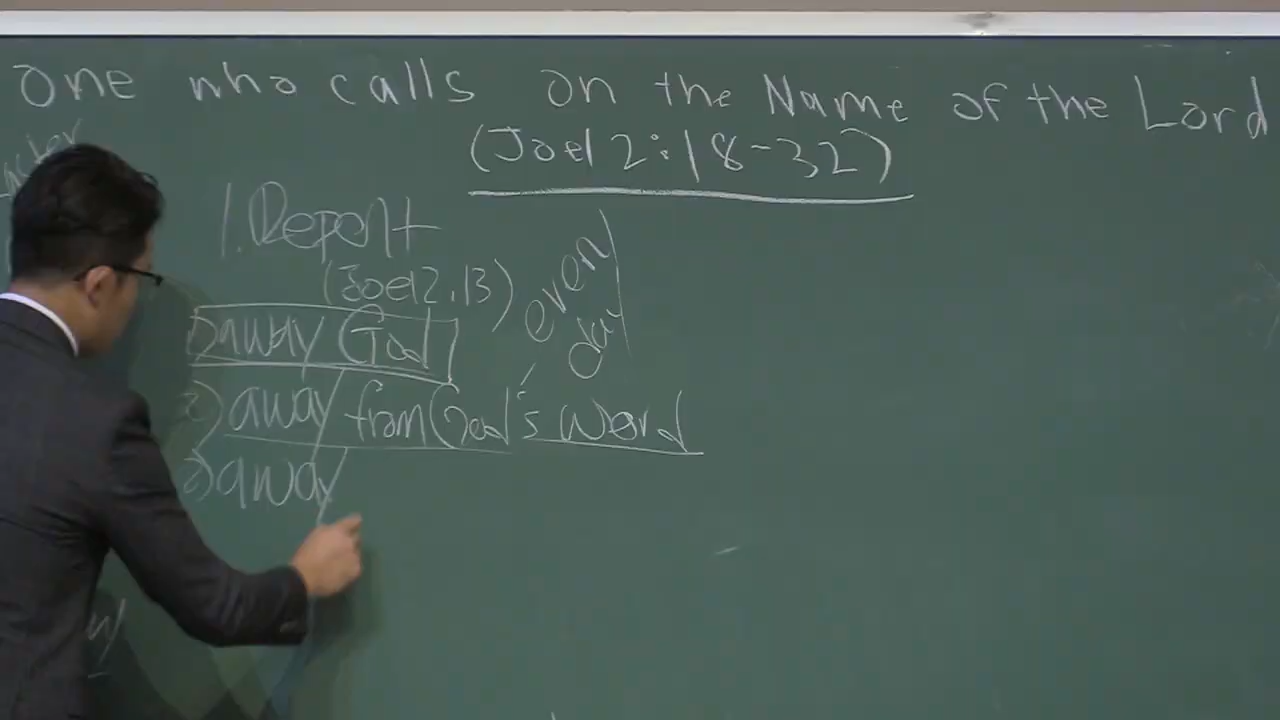 one who calls on the Name of the Lord
(Joel 2:18-32)
1. Repent
(Joel 2:13)
every day
1) away God
2) away from God's word
3) away